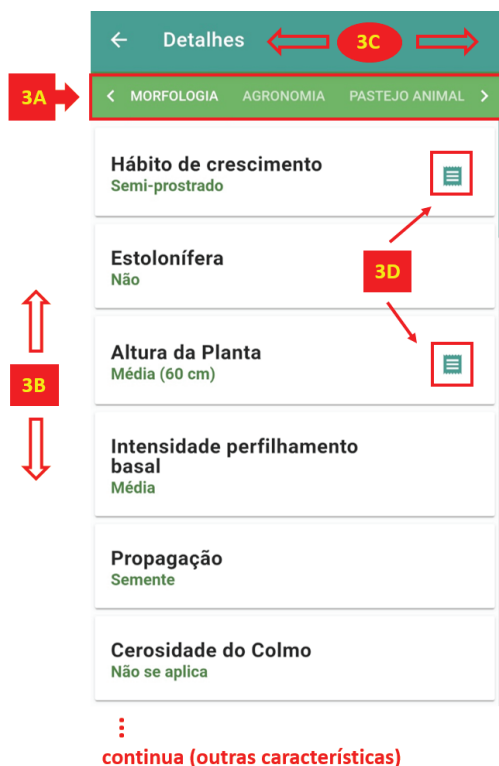 Detalhes
3C
3A
MORFOLOGIA AGRONOMIA PASTEJO ANIMAL
Hábito de crescimento
Semi-prostrado
Estolonífera
Não
3D
Altura da Planta
Média (60 cm)
3B
Intensidade perfilhamento
basal
Média
Propagação
Semente
Cerosidade do Colmo
Não se aplica
continua (outras características)